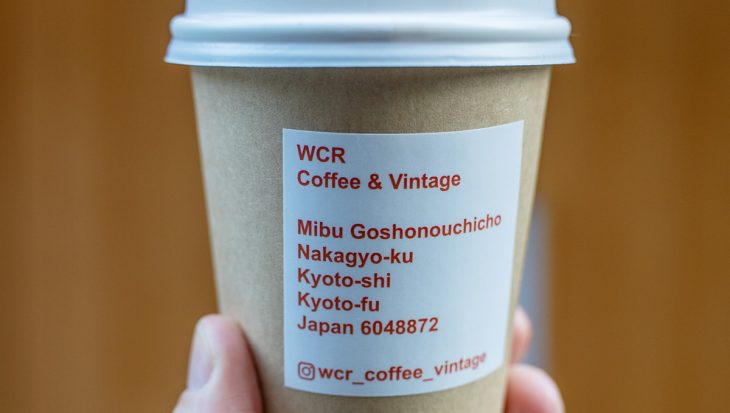 WCR
Coffee & Vintage
Mibu Goshonouchicho
Nakagyo-ku
Kyoto-shi
Kyoto-fu
Japan 6048872
wcr_coffee_vintage